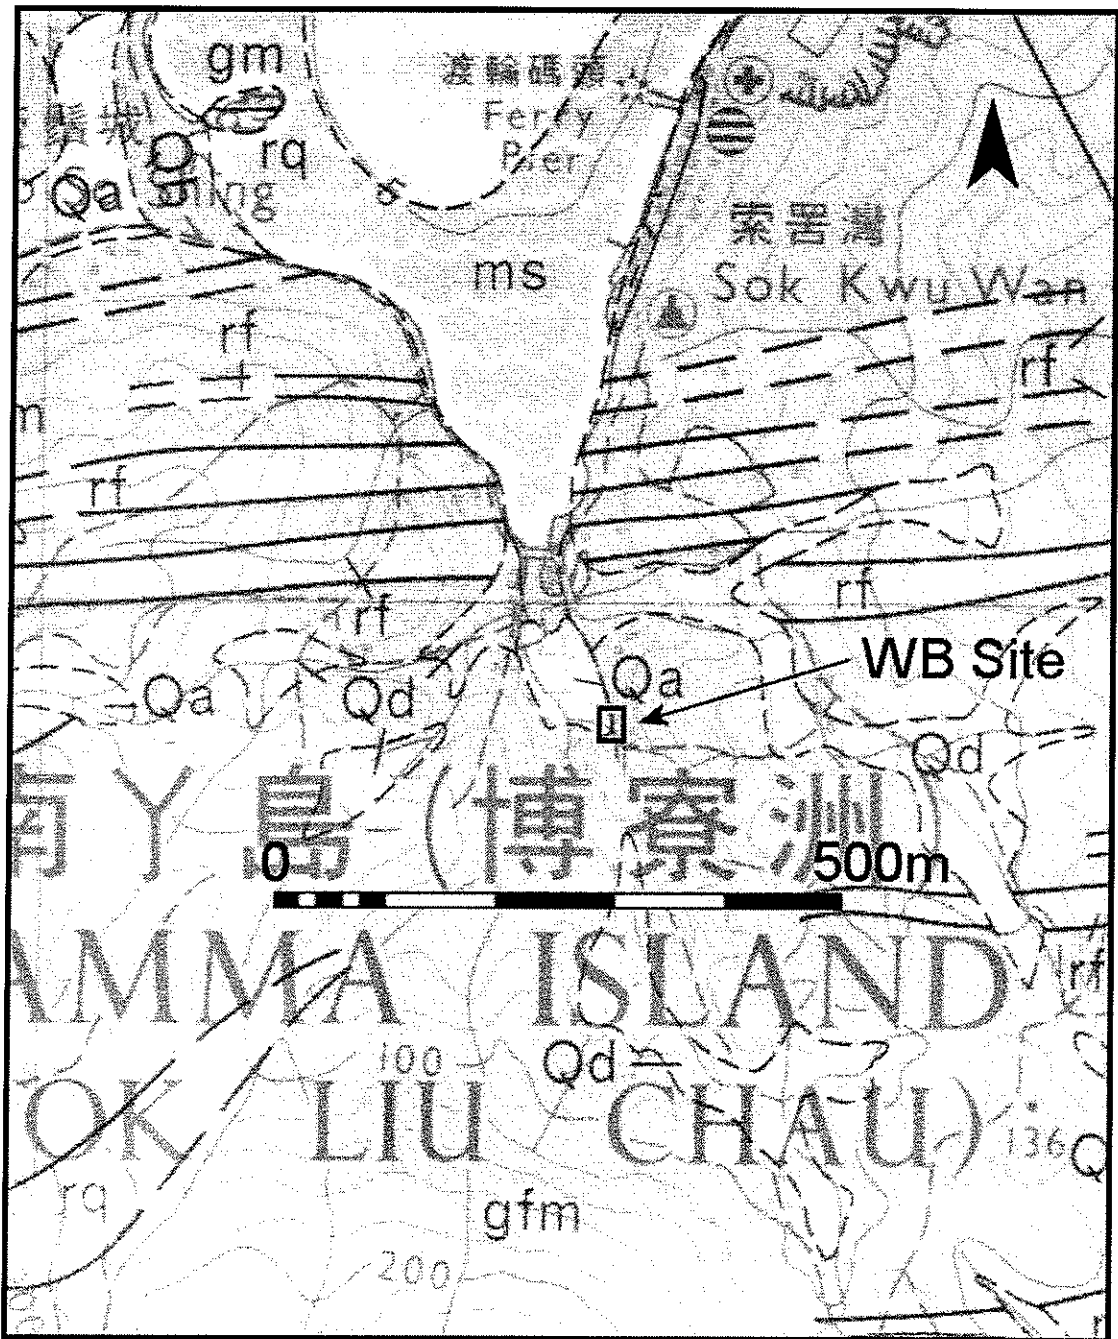 gm
渡輪碼頭
Ferry
Pier
rq
Qa
ms
索罟灣
Sok Kwu Wan
rf
rf
rf
rf
rf
WB Site
Qa
Qa
Qd
Qd
南丫島(博寮洲
0
500m
AMMA ISLAND
rf
100
Qd
OK LIU CHAU)
136
Q
rq
gfm
200